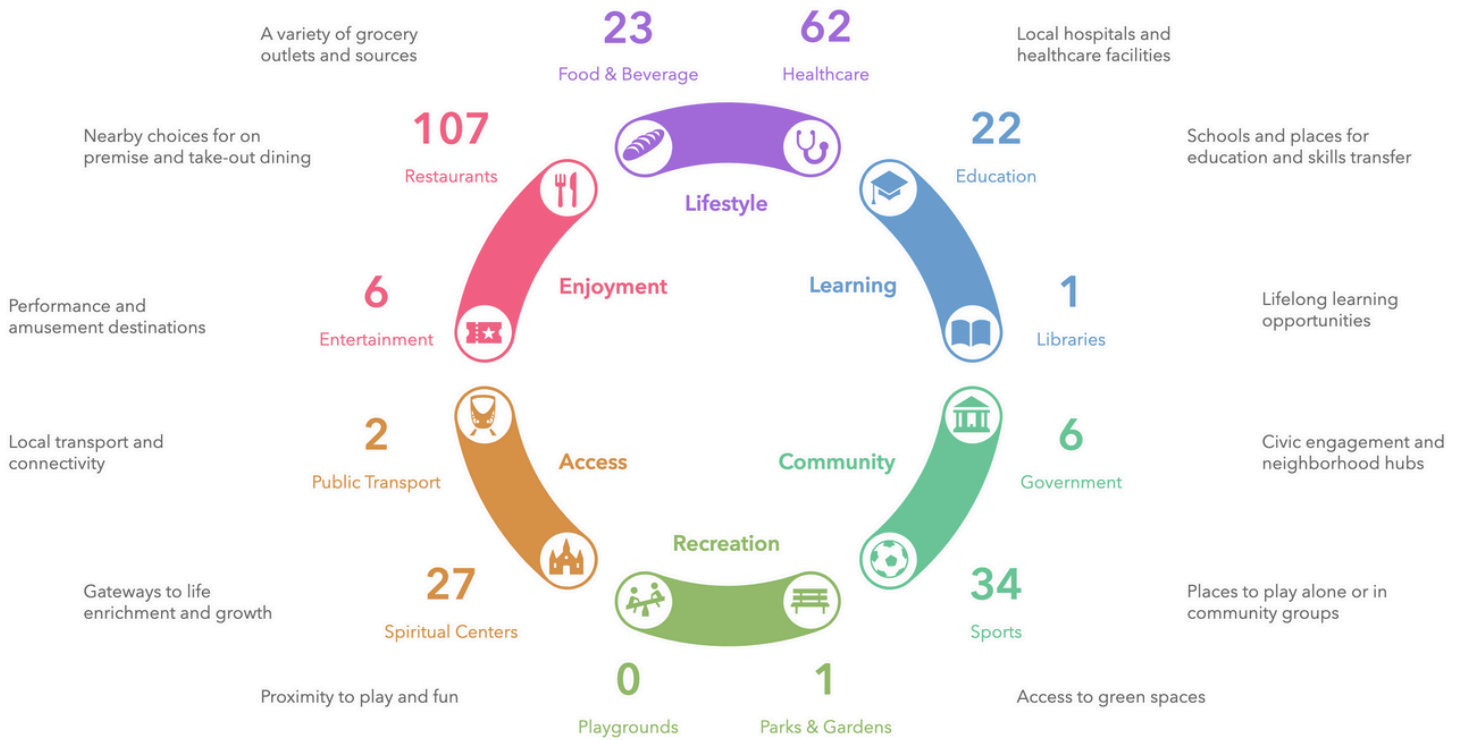 23
62
A variety of grocery
outlets and sources
Food & Beverage
Healthcare
Local hospitals and
healthcare facilities
107
22
Nearby choices for on
premise and take-out dining
Restaurants
Education
Schools and places for
education and skills transfer
Lifestyle
Enjoyment
Learning
6
1
Performance and
amusement destinations
Entertainment
Libraries
Lifelong learning
opportunities
2
6
Local transport and
connectivity
Public Transport
Access
Community
Government
Civic engagement and
neighborhood hubs
Recreation
27
34
Gateways to life
enrichment and growth
Spiritual Centers
Sports
Places to play alone or in
community groups
0
1
Proximity to play and fun
Playgrounds
Parks & Gardens
Access to green spaces